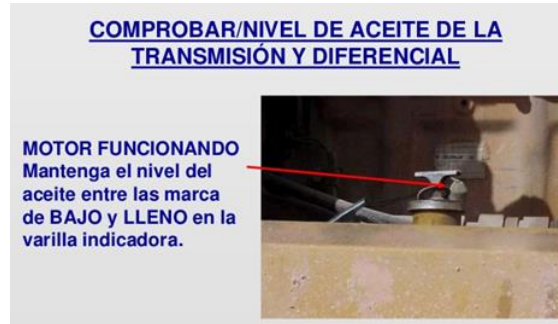 COMPROBAR/NIVEL DE ACEITE DE LA
TRANSMISIÓN Y DIFERENCIAL
MOTOR FUNCIONANDO
Mantenga el nivel del
aceite entre las marca
de BAJO y LLENO en la
varilla indicadora.